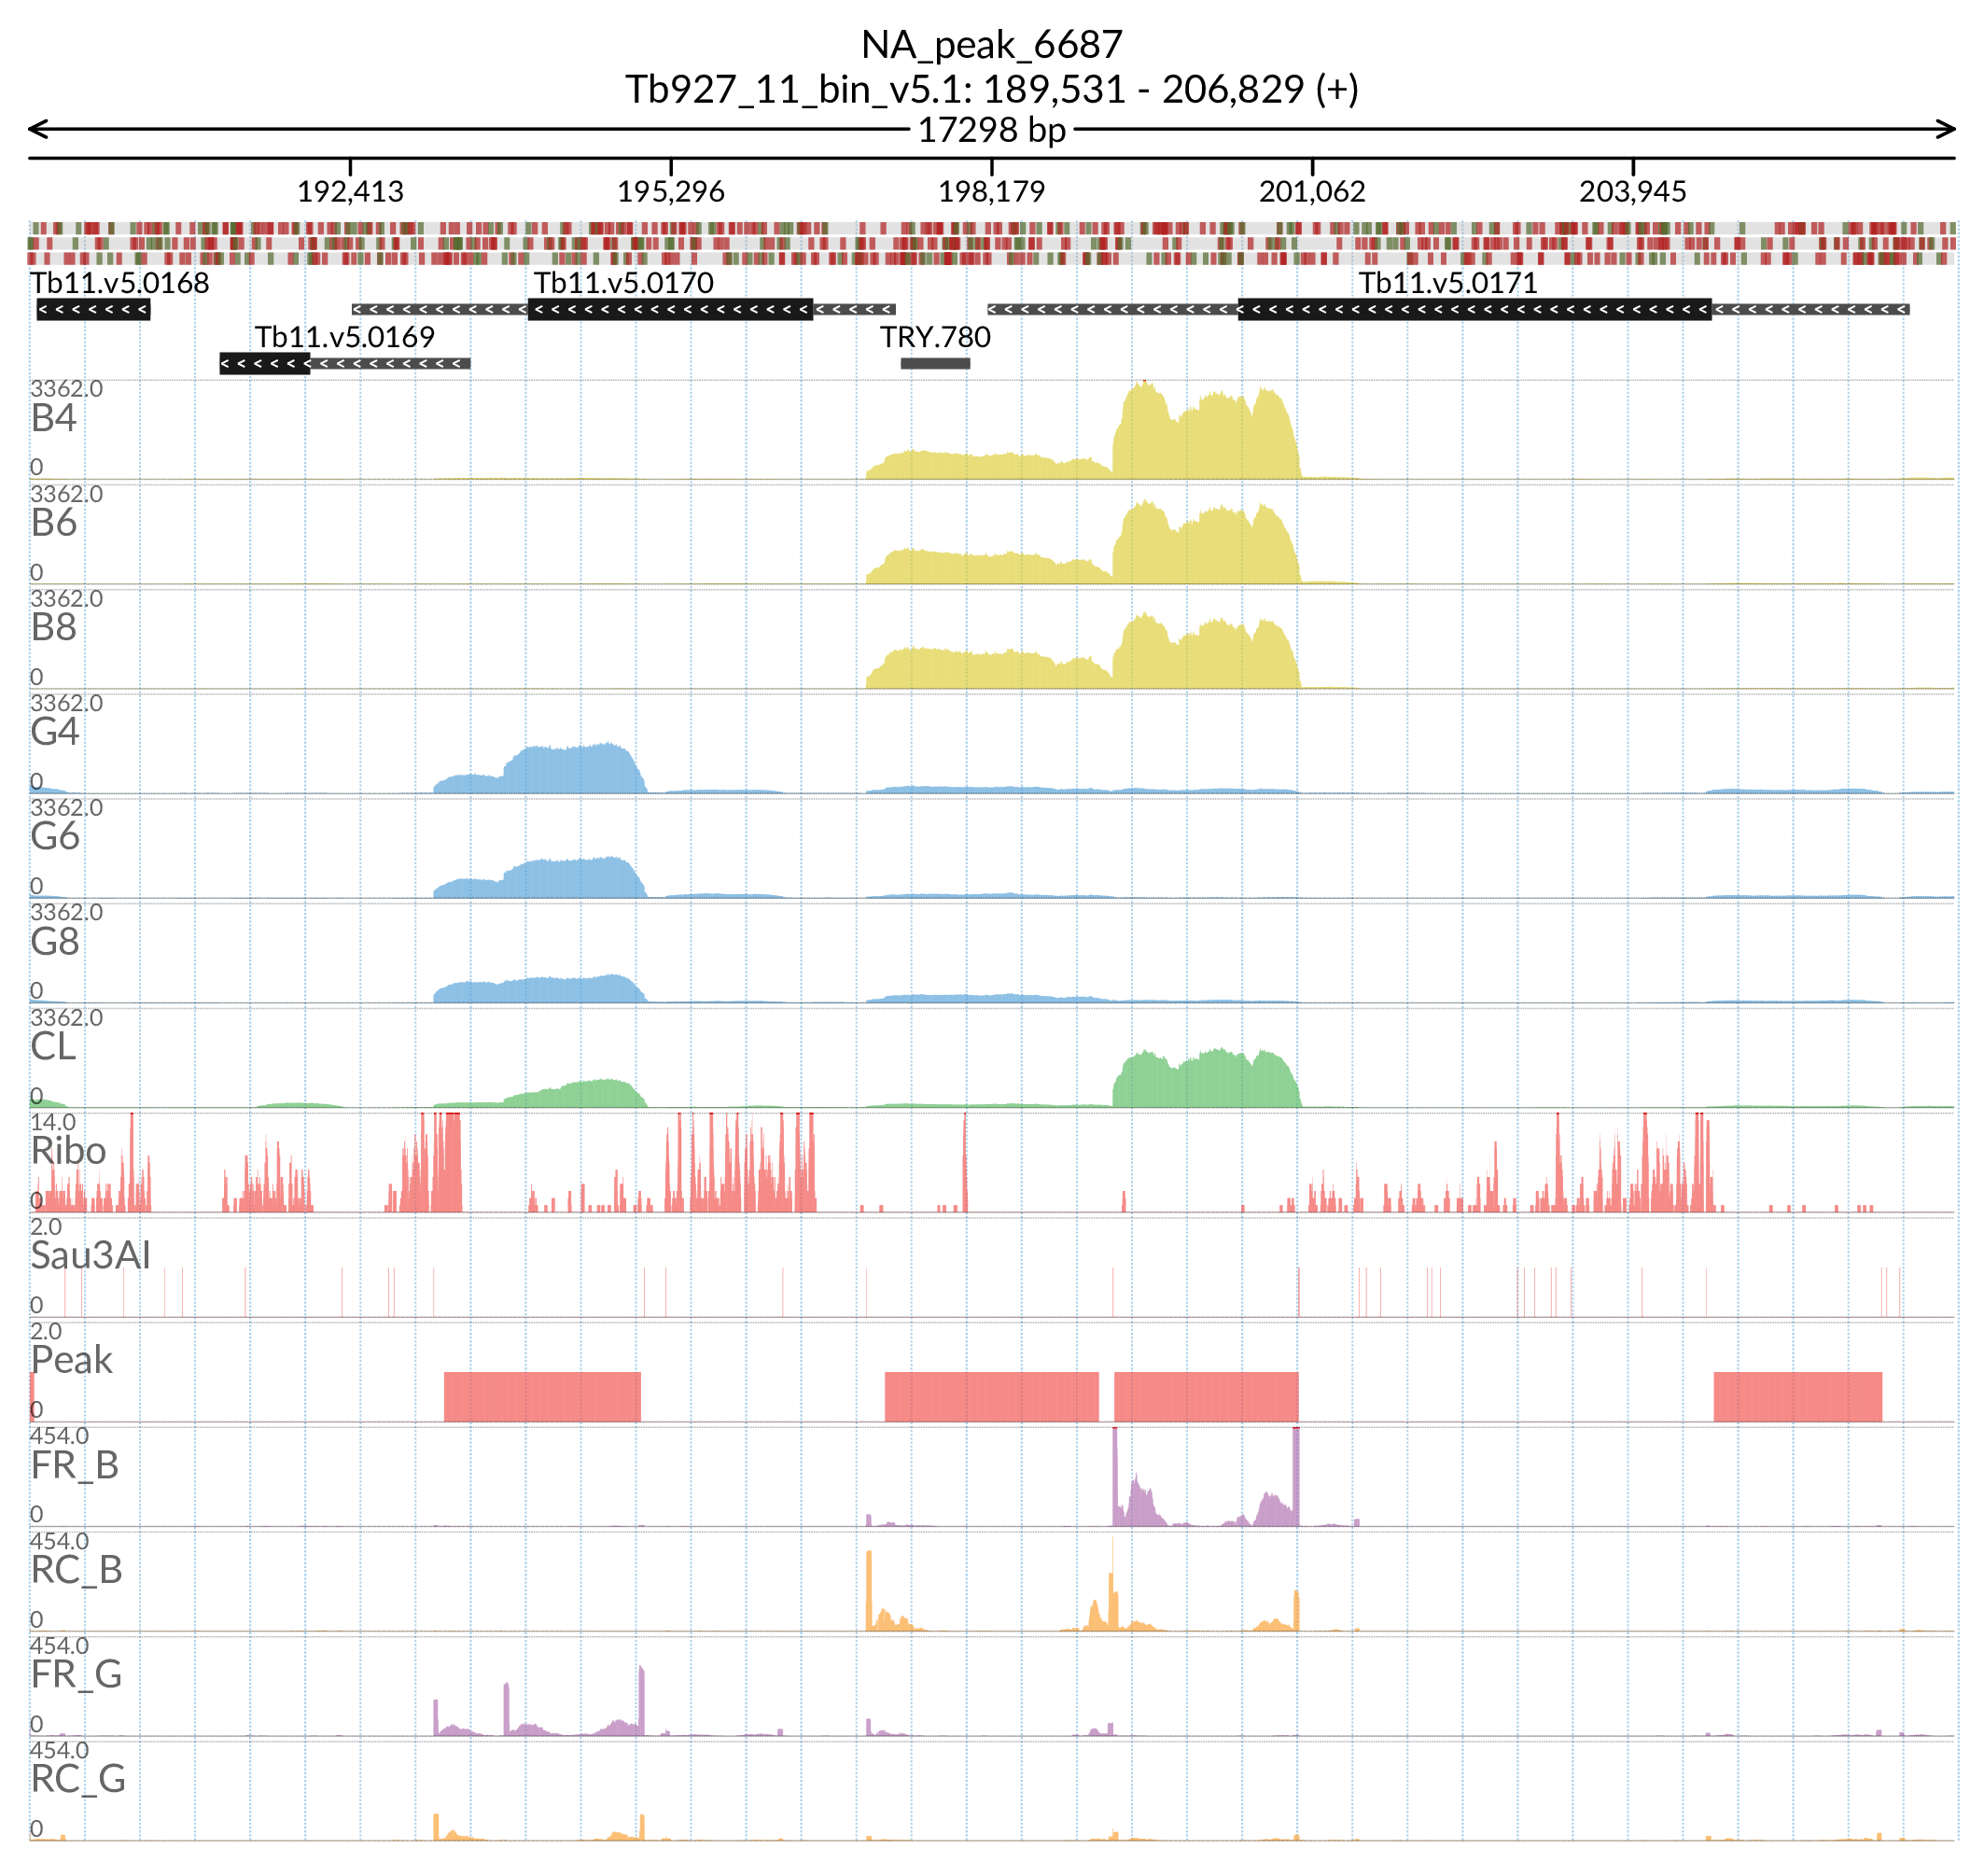 NA_peak_6687
Tb927_11_bin_v5.1: 189,531 - 206,829 (+)
17298 bp
192,413 195,296 198,179 201,062 203,945
Tb11.v5.0168 Tb11.v5.0170 Tb11.v5.0171
Tb11.v5.0169 TRY.780
3362.0
B4
0
3362.0
B6
0
3362.0
B8
0
3362.0
G4
0
3362.0
G6
0
3362.0
G8
0
3362.0
CL
0
14.0
Ribo
0
2.0
Sau3AI
0
2.0
Peak
0
454.0
FR_B
0
454.0
RC_B
0
454.0
FR_G
0
454.0
RC_G
0